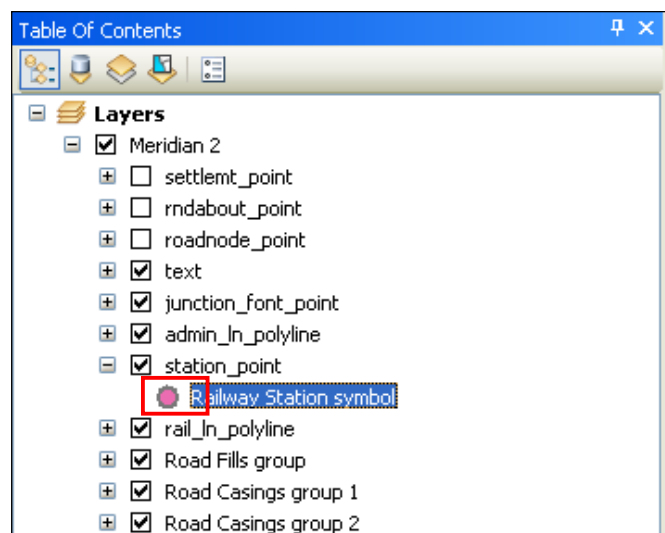 Table Of Contents
Layers
Meridian 2
settlemt_point
rndabout_point
roadnode_point
text
junction_font_point
admin_ln_polyline
station_point
Railway Station symbol
rail_ln_polyline
Road Fills group
Road Casings group 1
Road Casings group 2